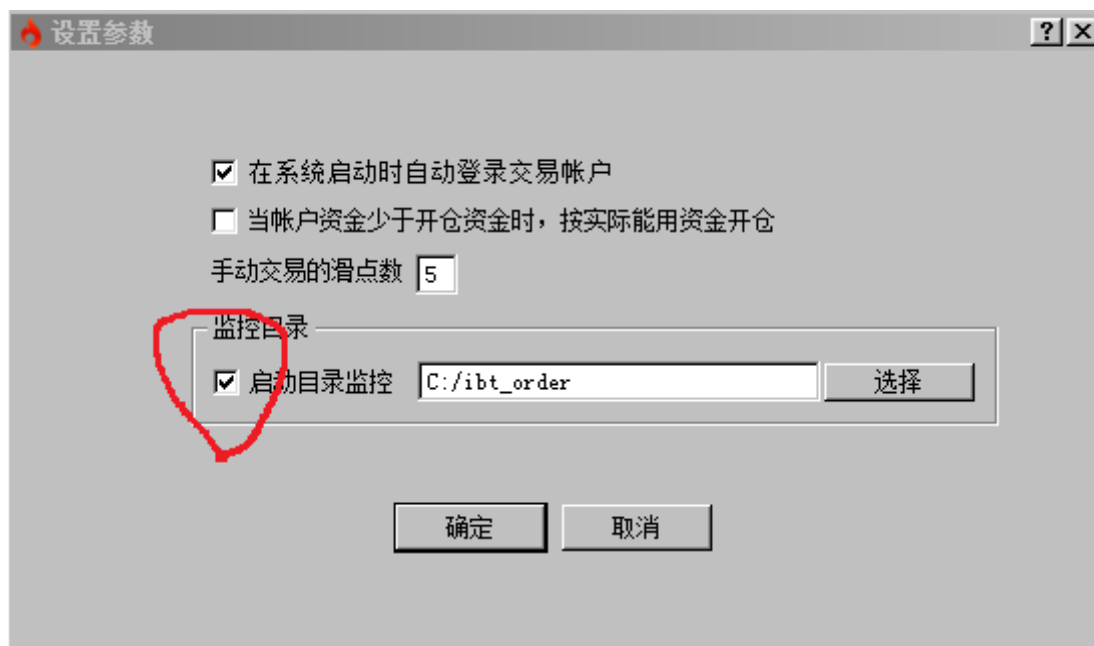 设置参数
在系统启动时自动登录交易帐户
当帐户资金少于开仓资金时，按实际能用资金开仓
手动交易的滑点数 5
监控目录
启动目录监控 C:/ibt_order 选择
确定 取消